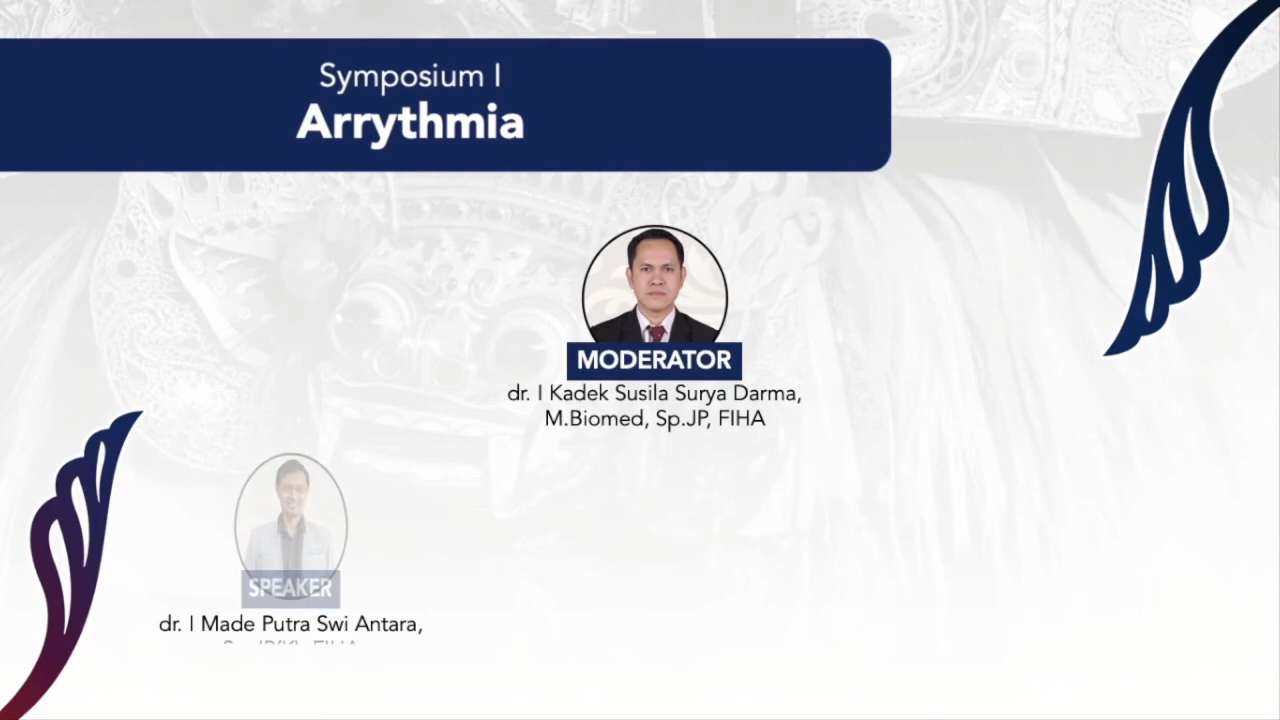 Symposium I
Arrythmia
MODERATOR
dr. I Kadek Susila Surya Darma,
M.Biomed, Sp.JP, FIHA
SPEAKER
dr. I Made Putra Swi Antara,